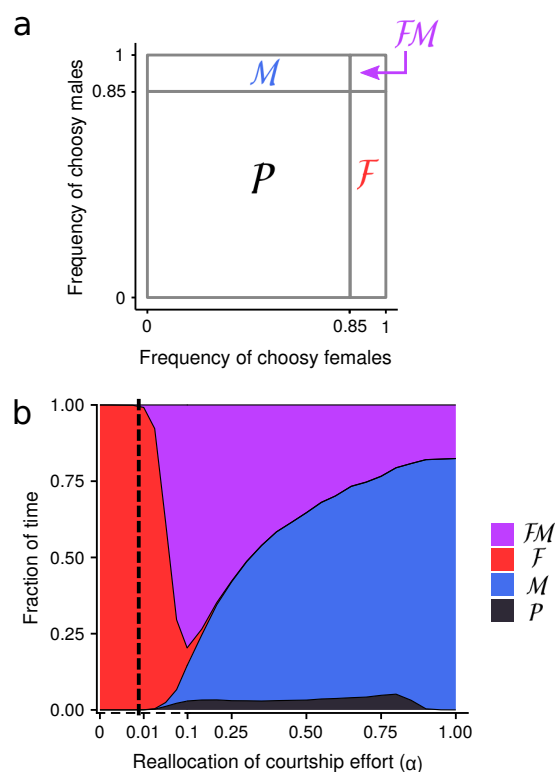 a
ℱℳ
1
ℳ
0.85
Frequency of choosy males
𝒫
ℱ
0
0 0.85 1
Frequency of choosy females
b
1.00
0.75
Fraction of time
0.50
0.25
0.00
ℱℳ
ℱ
ℳ
𝒫
0 0.01 0.1 0.25 0.50 0.75 1.00
Reallocation of courtship effort (α)